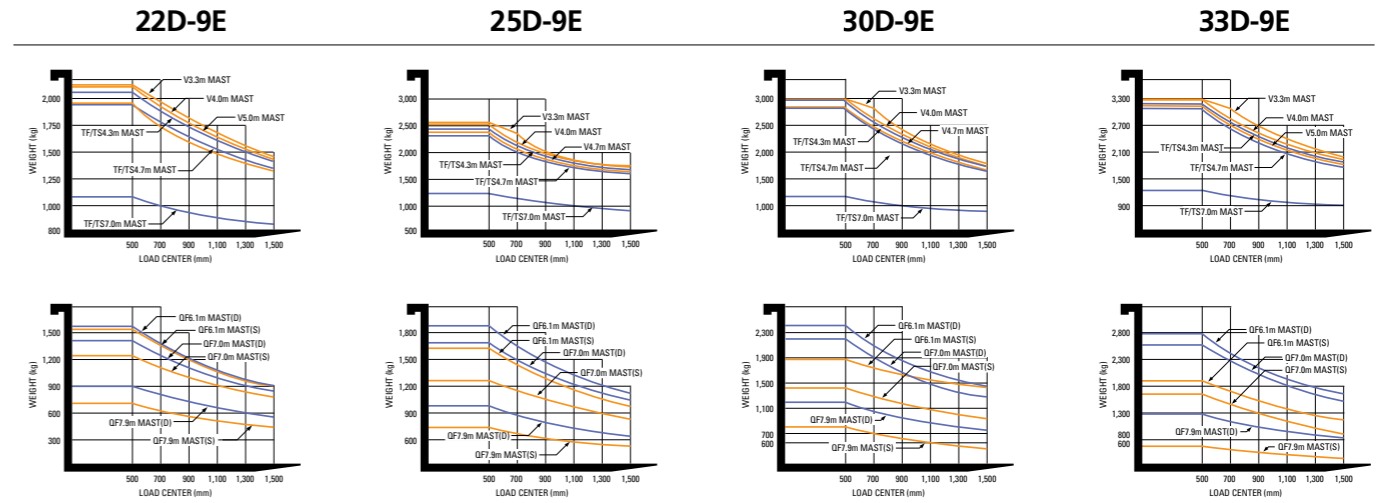 22D-9E
25D-9E
30D-9E
33D-9E
WEIGHT (kg)
2,000
1,750
1,500
1,250
1,000
800
V3.3m MAST
V4.0m MAST
V5.0m MAST
TF/TS4.3m MAST
TF/TS4.7m MAST
TF/TS7.0m MAST
500 700 900 1,100 1,300 1,500
LOAD CENTER (mm)
WEIGHT (kg)
3,000
2,500
2,000
1,500
1,000
500
V3.3m MAST
V4.0m MAST
V4.7m MAST
TF/TS4.3m MAST
TF/TS4.7m MAST
TF/TS7.0m MAST
500 700 900 1,100 1,300 1,500
LOAD CENTER (mm)
WEIGHT (kg)
3,000
2,500
2,000
1,500
1,000
V3.3m MAST
V4.0m MAST
V4.7m MAST
TF/TS4.3m MAST
TF/TS4.7m MAST
TF/TS7.0m MAST
500 700 900 1,100 1,300 1,500
LOAD CENTER (mm)
WEIGHT (kg)
3,300
2,700
2,100
1,500
900
V3.3m MAST
V4.0m MAST
V5.0m MAST
TF/TS4.3m MAST
TF/TS4.7m MAST
TF/TS7.0m MAST
500 700 900 1,100 1,300 1,500
LOAD CENTER (mm)
WEIGHT (kg)
1,500
1,200
900
600
300
QF6.1m MAST(D)
QF6.1m MAST(S)
QF7.0m MAST(D)
QF7.0m MAST(S)
QF7.9m MAST(D)
QF7.9m MAST(S)
500 700 900 1,100 1,300 1,500
LOAD CENTER (mm)
WEIGHT (kg)
1,800
1,500
1,200
900
600
QF6.1m MAST(D)
QF6.1m MAST(S)
QF7.0m MAST(D)
QF7.0m MAST(S)
QF7.9m MAST(D)
QF7.9m MAST(S)
500 700 900 1,100 1,300 1,500
LOAD CENTER (mm)
WEIGHT (kg)
2,300
1,900
1,500
1,100
700
600
QF6.1m MAST(D)
QF6.1m MAST(S)
QF7.0m MAST(D)
QF7.0m MAST(S)
QF7.9m MAST(D)
QF7.9m MAST(S)
500 700 900 1,100 1,300 1,500
LOAD CENTER (mm)
WEIGHT (kg)
2,800
2,300
1,800
1,300
800
600
QF6.1m MAST(D)
QF6.1m MAST(S)
QF7.0m MAST(D)
QF7.0m MAST(S)
QF7.9m MAST(D)
QF7.9m MAST(S)
500 700 900 1,100 1,300 1,500
LOAD CENTER (mm)